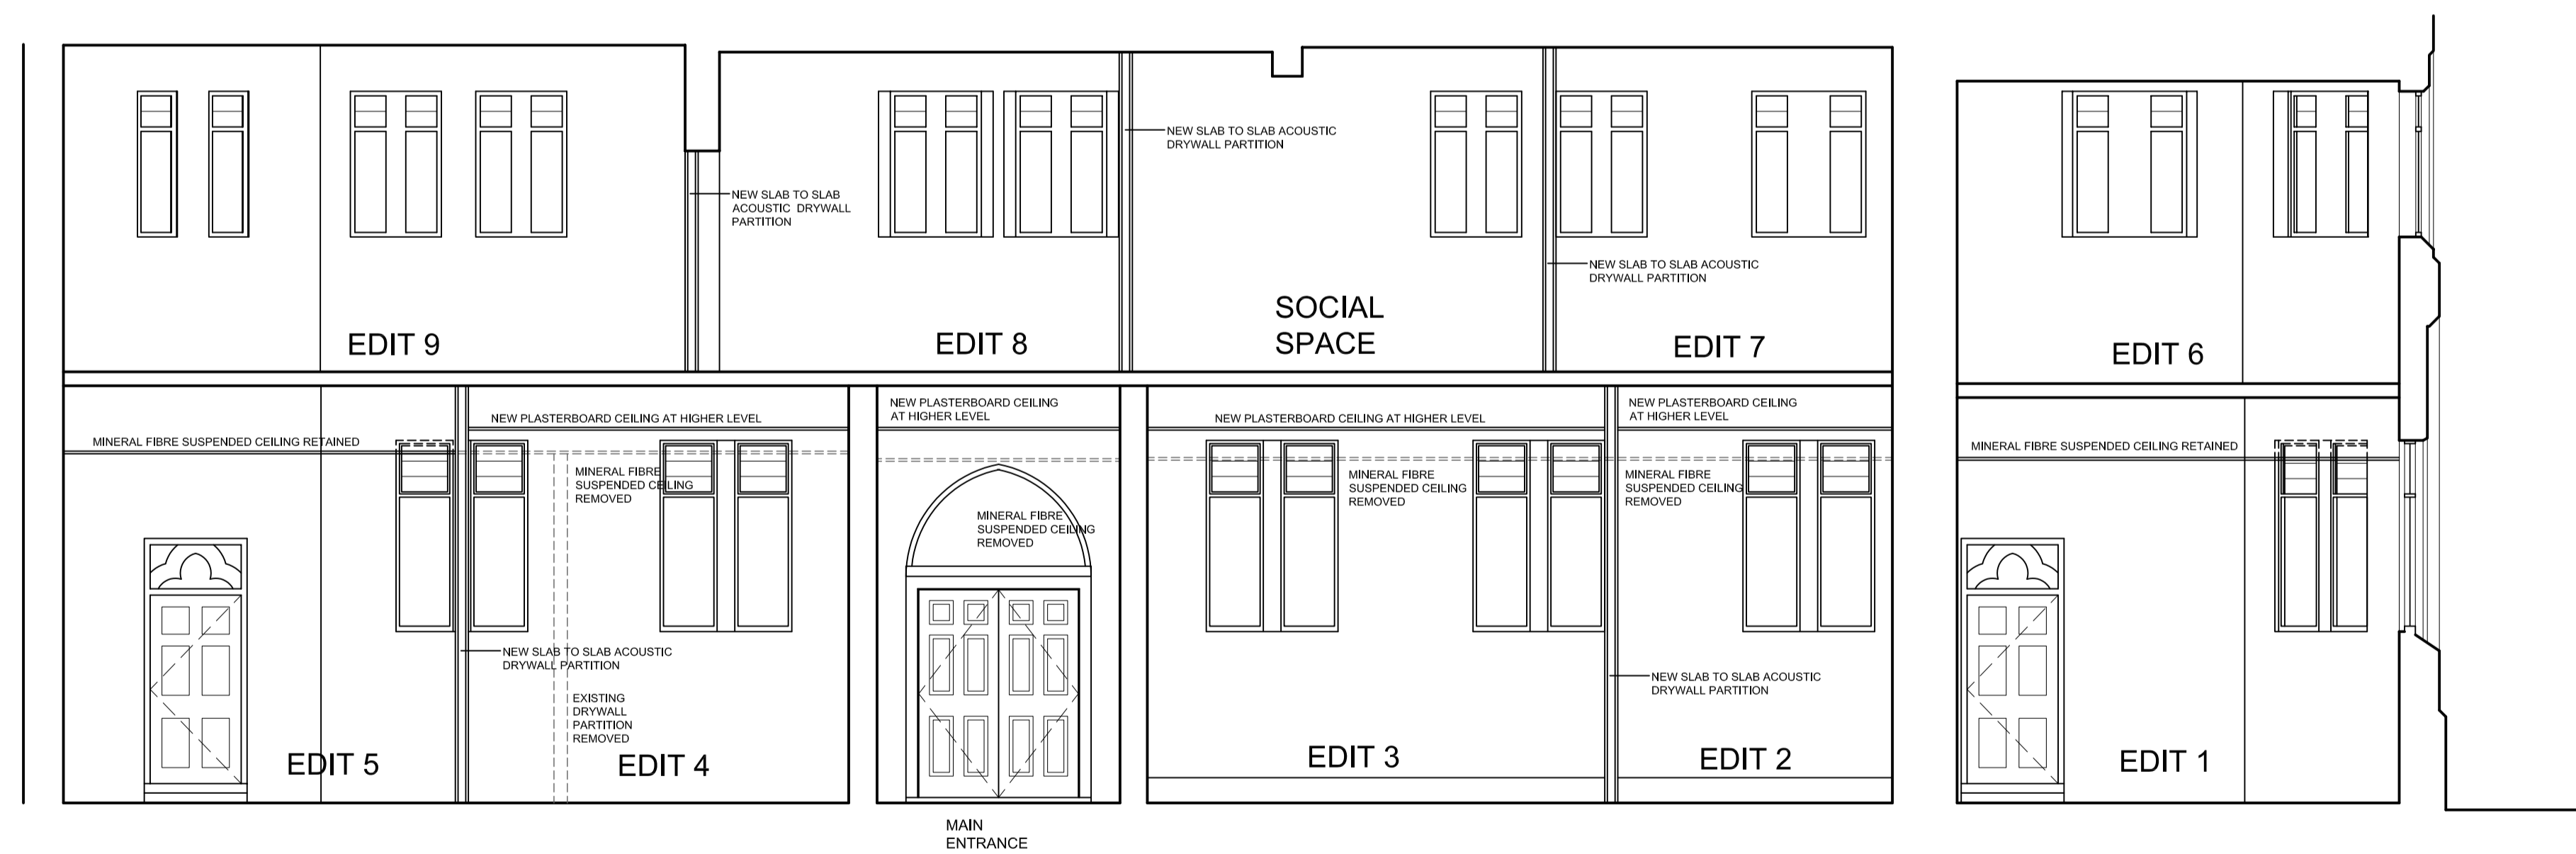 NEW SLAB TO SLAB
ACOUSTIC DRYWALL
PARTITION
NEW SLAB TO SLAB ACOUSTIC
DRYWALL PARTITION
NEW SLAB TO SLAB ACOUSTIC
DRYWALL PARTITION
EDIT 9
EDIT 8
SOCIAL
SPACE
EDIT 7
EDIT 6
MINERAL FIBRE SUSPENDED CEILING RETAINED
NEW PLASTERBOARD CEILING AT HIGHER LEVEL
NEW PLASTERBOARD CEILING
AT HIGHER LEVEL
NEW PLASTERBOARD CEILING AT HIGHER LEVEL
NEW PLASTERBOARD CEILING
AT HIGHER LEVEL
MINERAL FIBRE SUSPENDED CEILING RETAINED
MINERAL FIBRE
SUSPENDED CEILING
REMOVED
MINERAL FIBRE
SUSPENDED CEILING
REMOVED
MINERAL FIBRE
SUSPENDED CEILING
REMOVED
MINERAL FIBRE
SUSPENDED CEILING
REMOVED
NEW SLAB TO SLAB ACOUSTIC
DRYWALL PARTITION
NEW SLAB TO SLAB ACOUSTIC
DRYWALL PARTITION
EXISTING
DRYWALL
PARTITION
REMOVED
EDIT 5
EDIT 4
EDIT 3
EDIT 2
EDIT 1
MAIN
ENTRANCE